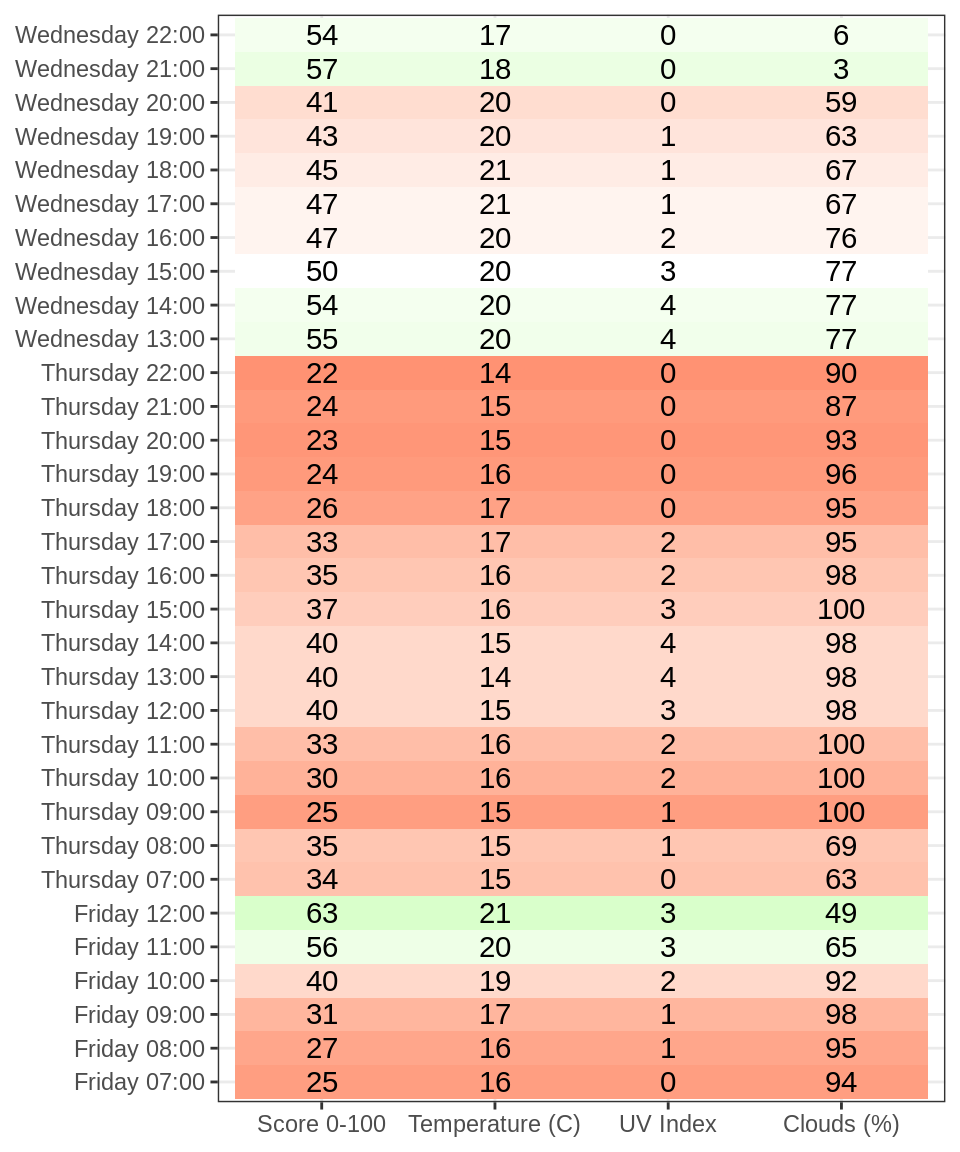 Wednesday 22:00 54 17 0 6
Wednesday 21:00 57 18 0 3
Wednesday 20:00 41 20 0 59
Wednesday 19:00 43 20 1 63
Wednesday 18:00 45 21 1 67
Wednesday 17:00 47 21 1 67
Wednesday 16:00 47 20 2 76
Wednesday 15:00 50 20 3 77
Wednesday 14:00 54 20 4 77
Wednesday 13:00 55 20 4 77
Thursday 22:00 22 14 0 90
Thursday 21:00 24 15 0 87
Thursday 20:00 23 15 0 93
Thursday 19:00 24 16 0 96
Thursday 18:00 26 17 0 95
Thursday 17:00 33 17 2 95
Thursday 16:00 35 16 2 98
Thursday 15:00 37 16 3 100
Thursday 14:00 40 15 4 98
Thursday 13:00 40 14 4 98
Thursday 12:00 40 15 3 98
Thursday 11:00 33 16 2 100
Thursday 10:00 30 16 2 100
Thursday 09:00 25 15 1 100
Thursday 08:00 35 15 1 69
Thursday 07:00 34 15 0 63
Friday 12:00 63 21 3 49
Friday 11:00 56 20 3 65
Friday 10:00 40 19 2 92
Friday 09:00 31 17 1 98
Friday 08:00 27 16 1 95
Friday 07:00 25 16 0 94
Score 0-100 Temperature (C) UV Index Clouds (%)